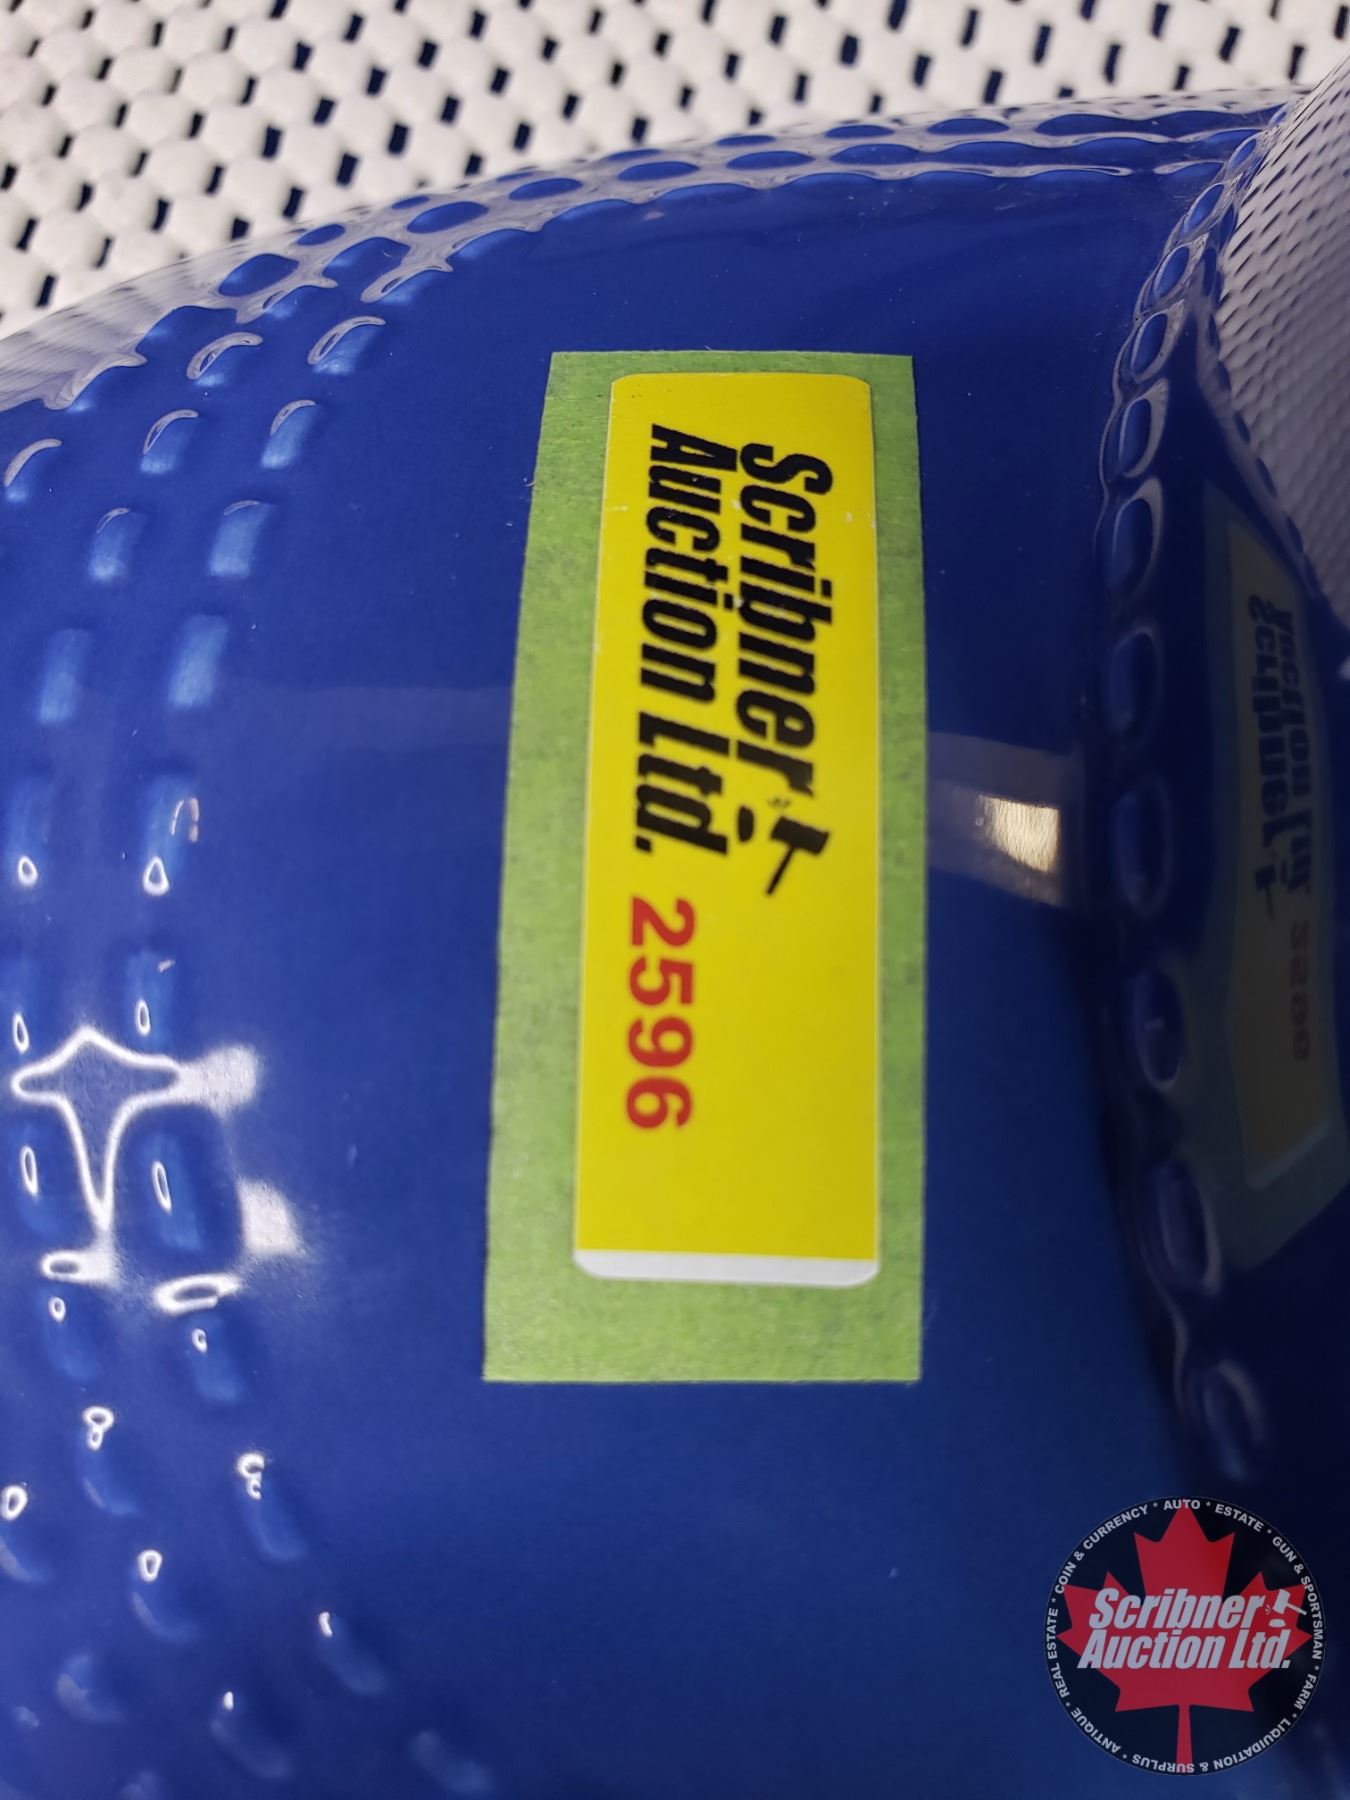 Scribner
Auction Ltd. 2596
COIN & CURRENCY * AUTO * ESTATE * GUN & SPORTSMAN * FARM * LIQUIDATION & SURPLUS * ANTIQUE * REAL ESTATE *
Scribner
Auction Ltd.